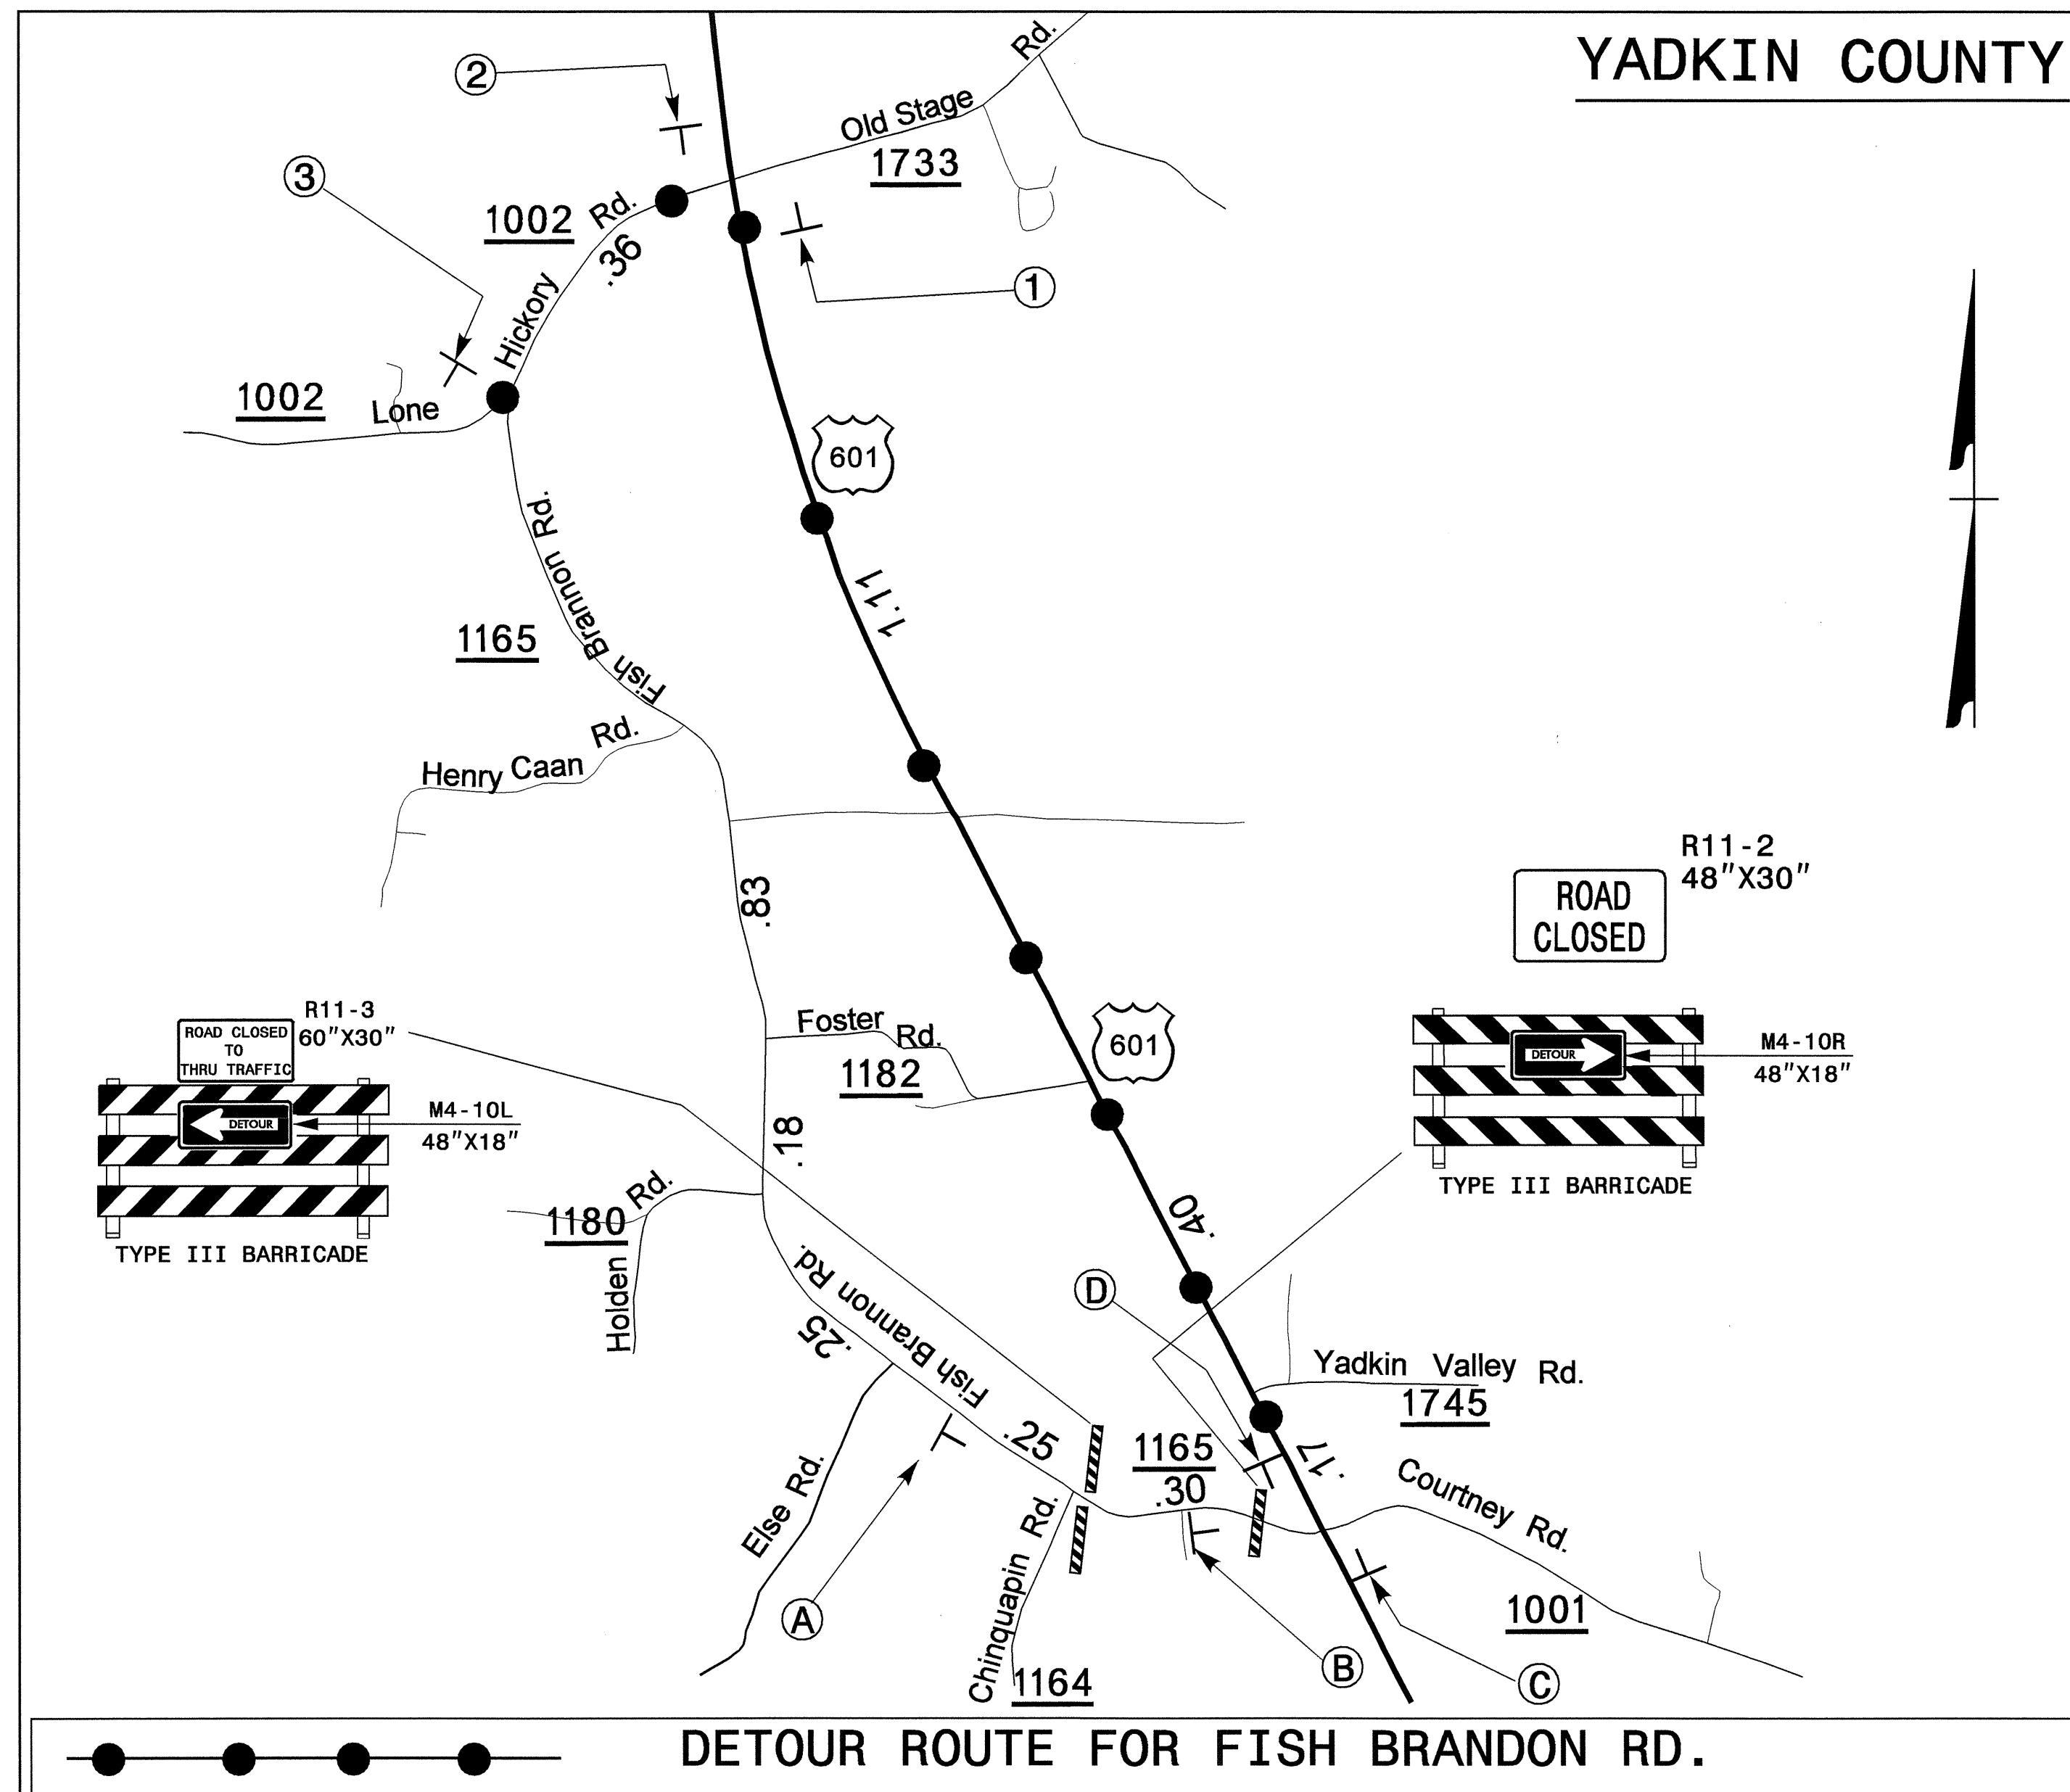 YADKIN COUNTY
2
Old Stage Rd.
1733
3
1002
Hickory Rd.
.36
1
1002
Lone
601
Fish Brannon Rd.
1.11
1165
Henry Caan Rd.
R11-2
48"X30"
ROAD
CLOSED
.83
R11-3
60"X30"
ROAD CLOSED
TO
THRU TRAFFIC
Foster Rd.
1182
601
DETOUR
M4-10R
48"X18"
TYPE III BARRICADE
DETOUR
M4-10L
48"X18"
TYPE III BARRICADE
.18
Holden Rd.
1180
.40
Fish Brannon Rd.
.25
D
Yadkin Valley Rd.
1745
.25
1165
.30
.17
Courtney Rd.
Else Rd.
Chinquapin Rd.
A
1001
B
C
1164
DETOUR ROUTE FOR FISH BRANDON RD.